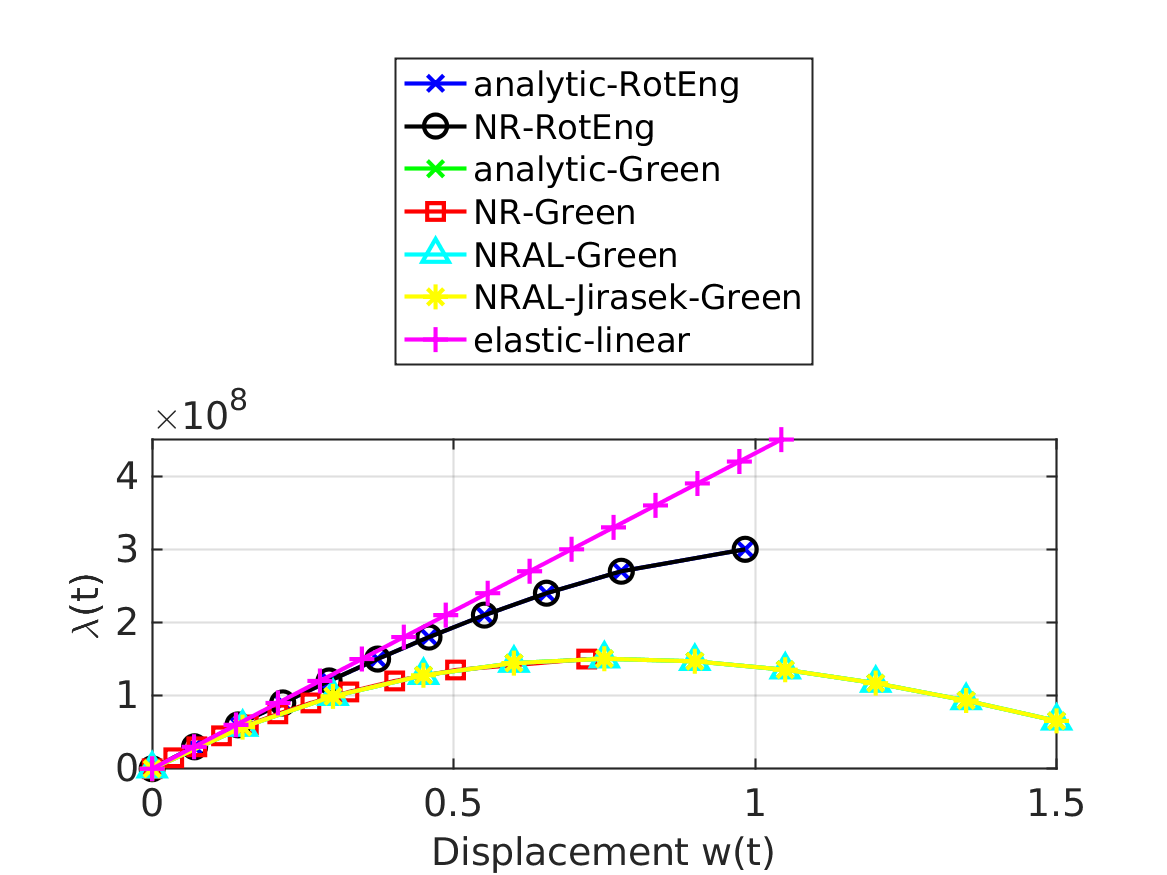 analytic-RotEng
NR-RotEng
analytic-Green
NR-Green
NRAL-Green
NRAL-Jirasek-Green
elastic-linear
×10^8
4
3
2
1
0
λ(t)
0 0.5 1 1.5
Displacement w(t)